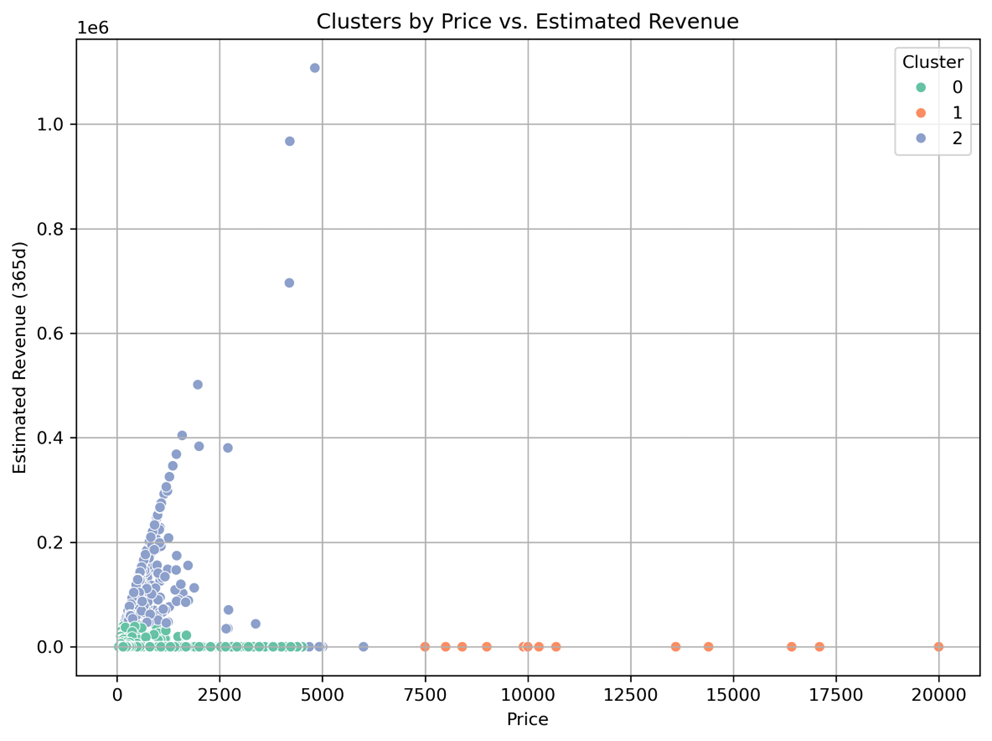 Clusters by Price vs. Estimated Revenue
1e6
Cluster
0
1
2
1.0
0.8
0.6
0.4
0.2
0.0
Estimated Revenue (365d)
0 2500 5000 7500 10000 12500 15000 17500 20000
Price